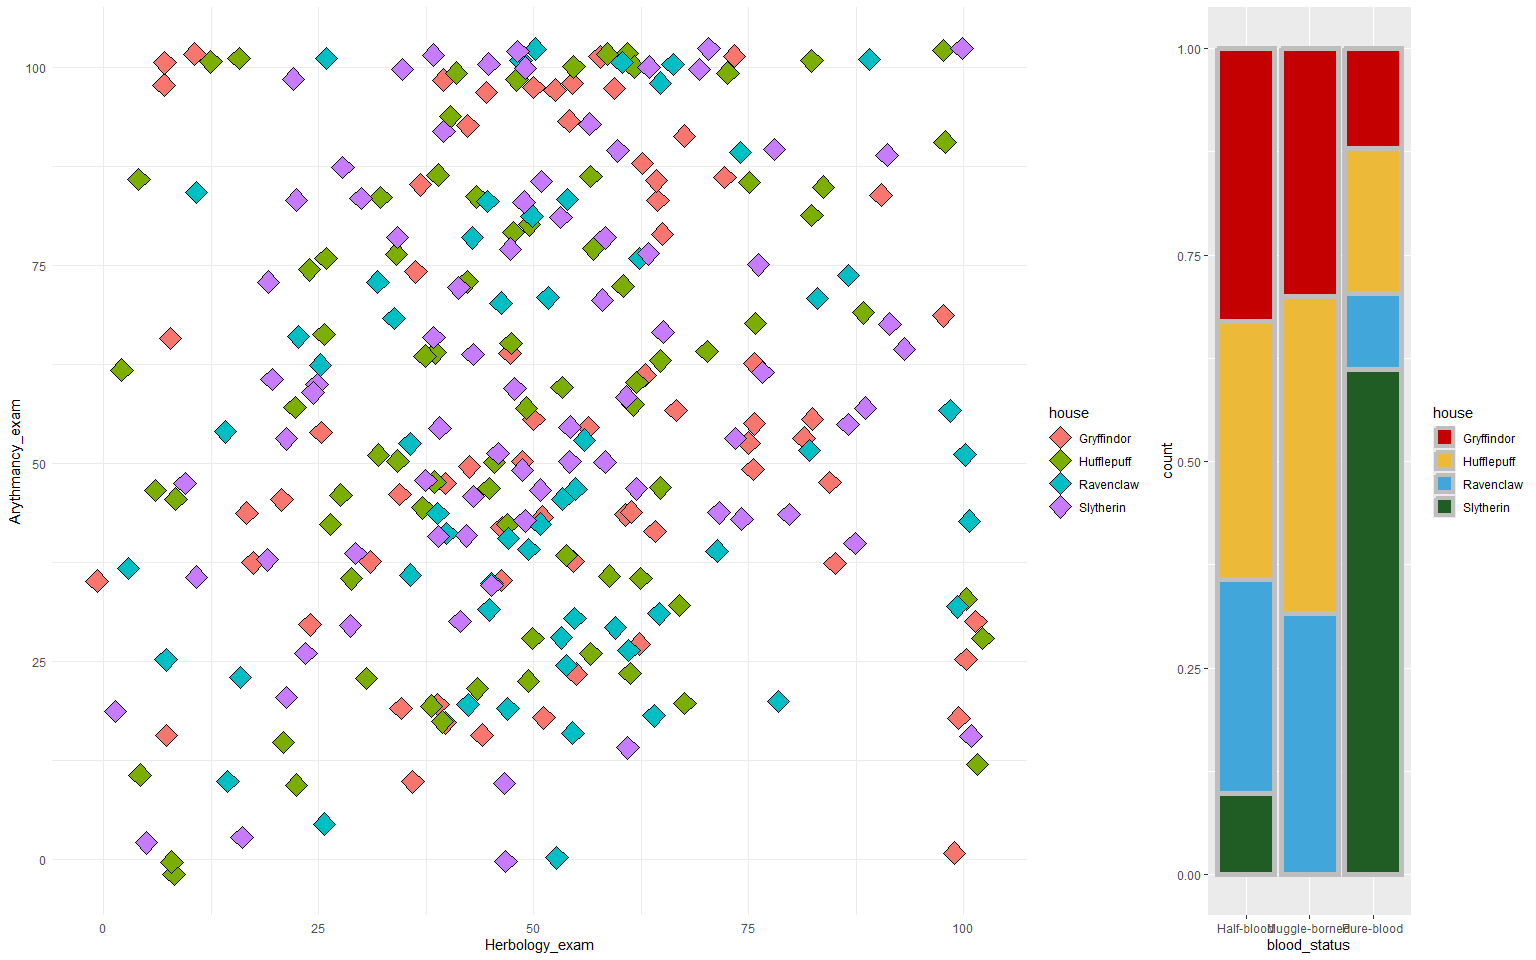 100
75
50
25
0
Arythmancy_exam
0
25
50
75
100
Herbology_exam
house
Gryffindor
Hufflepuff
Ravenclaw
Slytherin
1.00
0.75
0.50
0.25
0.00
count
Half-blood
Muggle-borned
Pure-blood
blood_status
house
Gryffindor
Hufflepuff
Ravenclaw
Slytherin